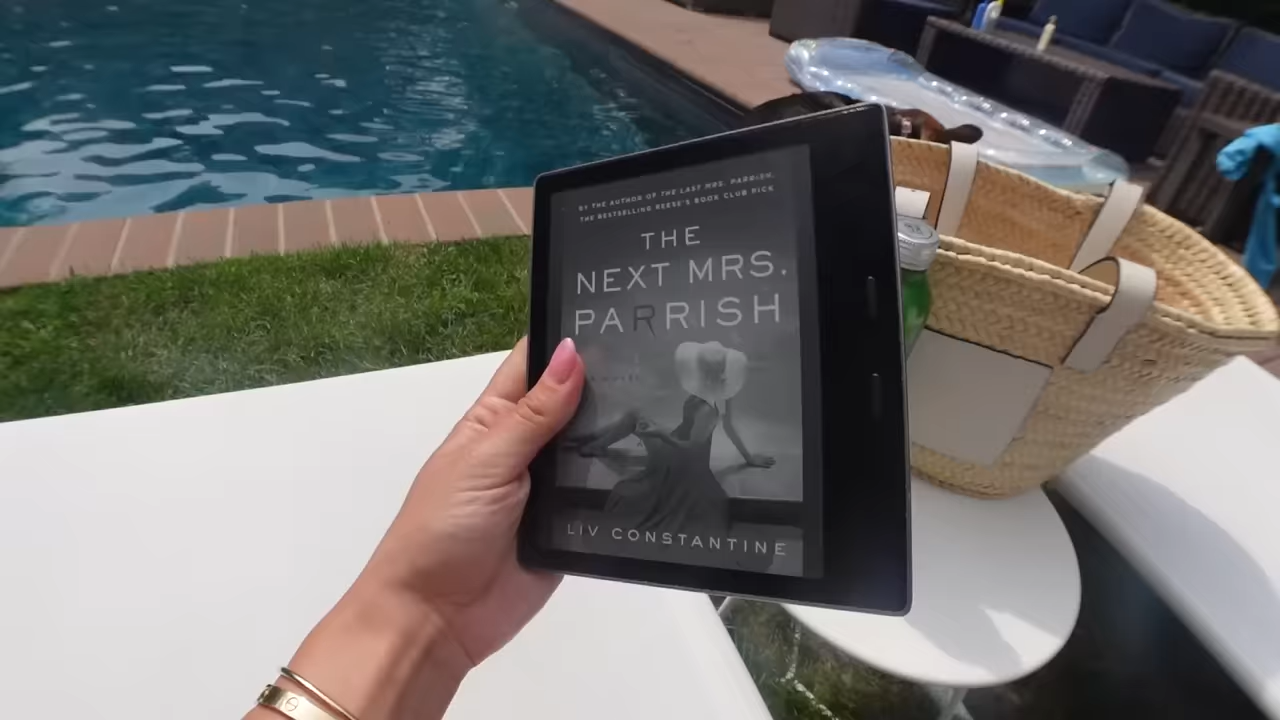 BY THE AUTHOR OF THE LAST MRS. PARRISH,
THE BESTSELLING REESE'S BOOK CLUB PICK
THE
NEXT MRS.
PARRISH
A NOVEL
LIV CONSTANTINE